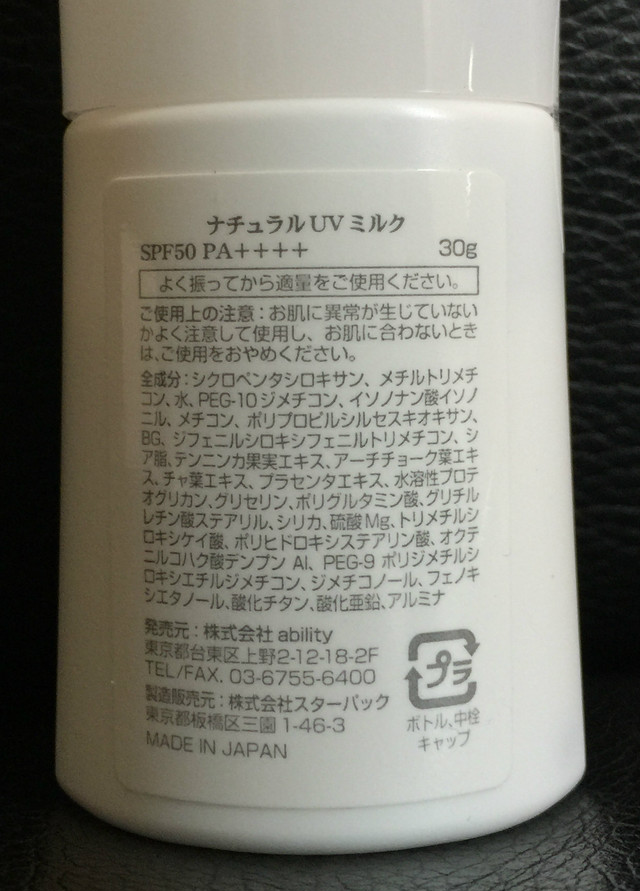 ナチュラルUVミルク
SPF50 PA++++ 30g
よく振ってから適量をご使用ください。
ご使用上の注意：お肌に異常が生じていない
かよく注意して使用し、お肌に合わないとき
は、ご使用をおやめください。
全成分：シクロペンタシロキサン、メチルトリメチ
コン、水、PEG-10ジメチコン、イソノナン酸イソノ
ニル、メチコン、ポリプロピルシルセスキオキサン、
BG、ジフェニルシロキシフェニルトリメチコン、シ
ア脂、テンニンカ果実エキス、アーチチョーク葉エキ
ス、チャ葉エキス、プラセンタエキス、水溶性プロテ
オグリカン、グリセリン、ポリグルタミン酸、グリチル
レチン酸ステアリル、シリカ、硫酸Mg、トリメチルシ
ロキシケイ酸、ポリヒドロキシステアリン酸、オクテ
ニルコハク酸デンプンAl、PEG-9 ポリジメチルシ
ロキシエチルジメチコン、ジメチコノール、フェノキ
シエタノール、酸化チタン、酸化亜鉛、アルミナ
発売元：株式会社ability
東京都台東区上野2-12-18-2F
TEL/FAX. 03-6755-6400
製造販売元：株式会社スターパック
東京都板橋区三園1-46-3
MADE IN JAPAN
プラ
ボトル、中栓
キャップ